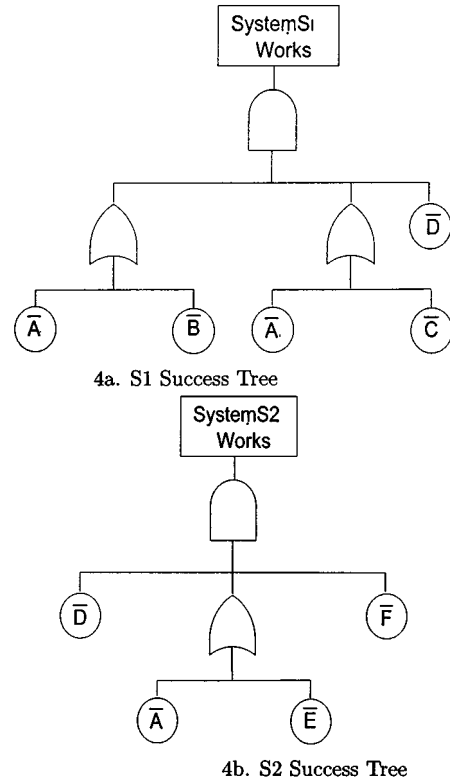 SystemS1
Works
D̅
A̅
B̅
A̅
C̅
4a. S1 Success Tree
SystemS2
Works
D̅
F̅
A̅
E̅
4b. S2 Success Tree